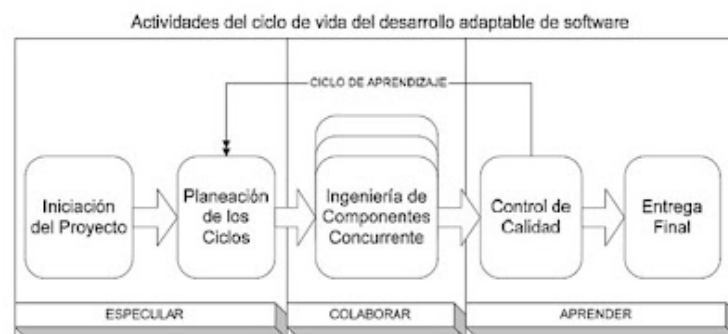 Actividades del ciclo de vida del desarrollo adaptable de software
CICLO DE APRENDIZAJE
Iniciación
del Proyecto
Planeación
de los
Ciclos
Ingeniería de
Componentes
Concurrente
Control de
Calidad
Entrega
Final
ESPECULAR
COLABORAR
APRENDER